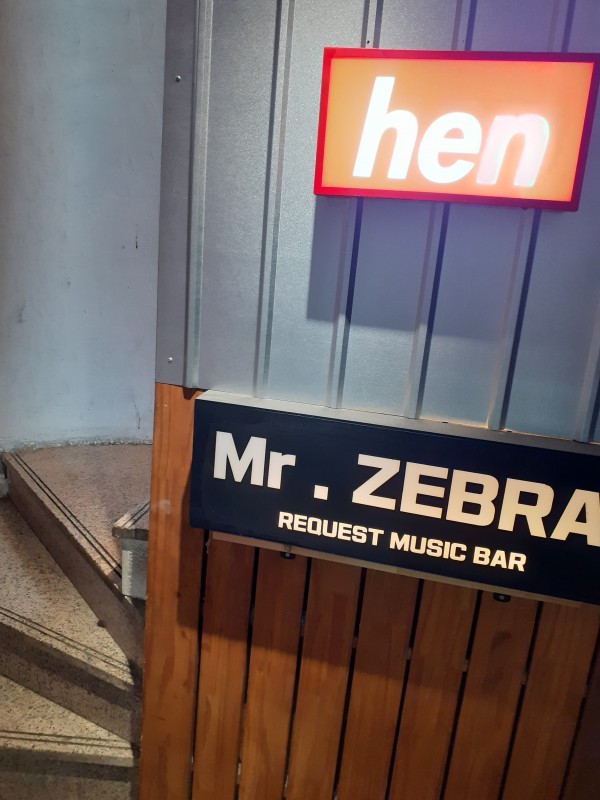 hen
Mr . ZEBRA
REQUEST MUSIC BAR